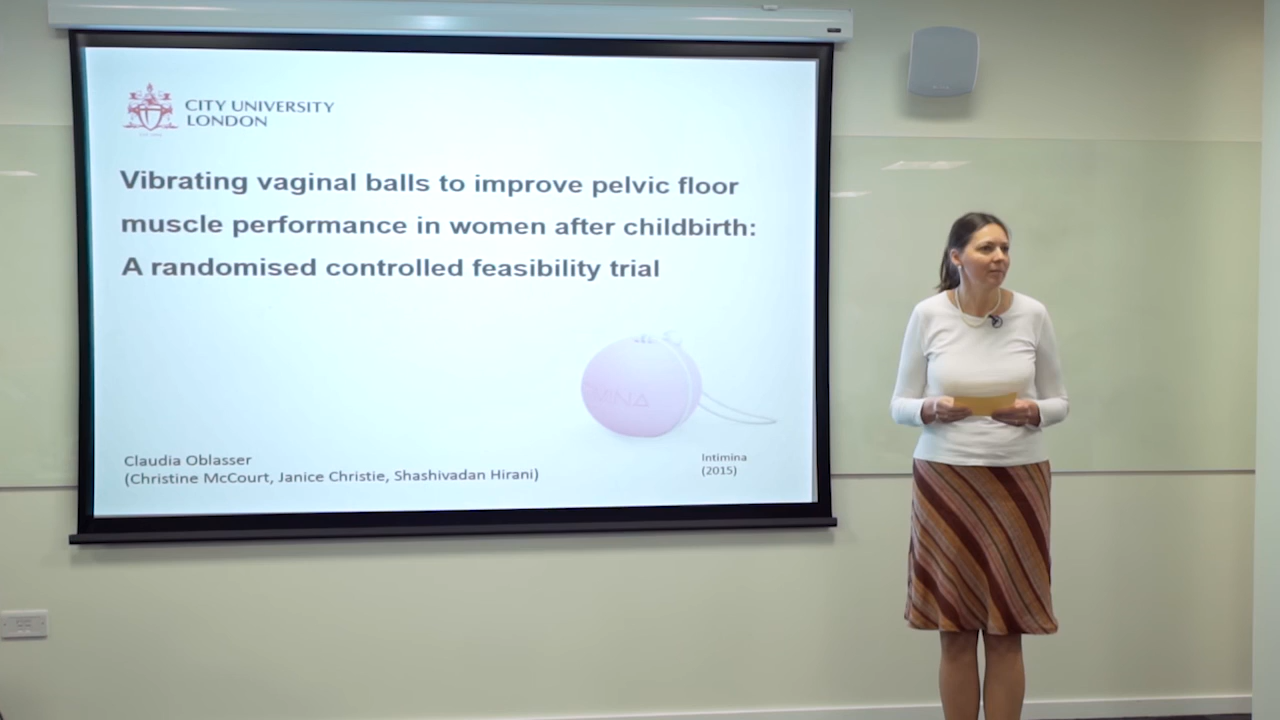 CITY UNIVERSITY
LONDON
Vibrating vaginal balls to improve pelvic floor
muscle performance in women after childbirth:
A randomised controlled feasibility trial
Claudia Oblasser
(Christine McCourt, Janice Christie, Shashivadan Hirani)
Intimina
(2015)